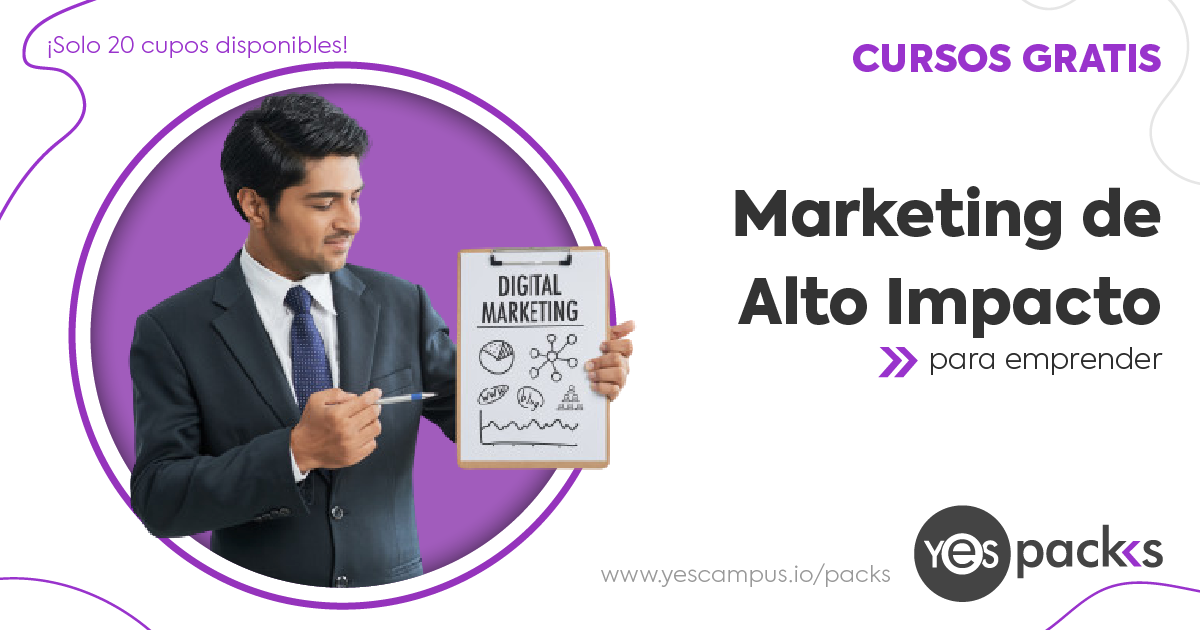 ¡Solo 20 cupos disponibles!
CURSOS GRATIS
Marketing de
Alto Impacto
para emprender
DIGITAL
MARKETING
www
blog
www.yescampus.io/packs
YES packs